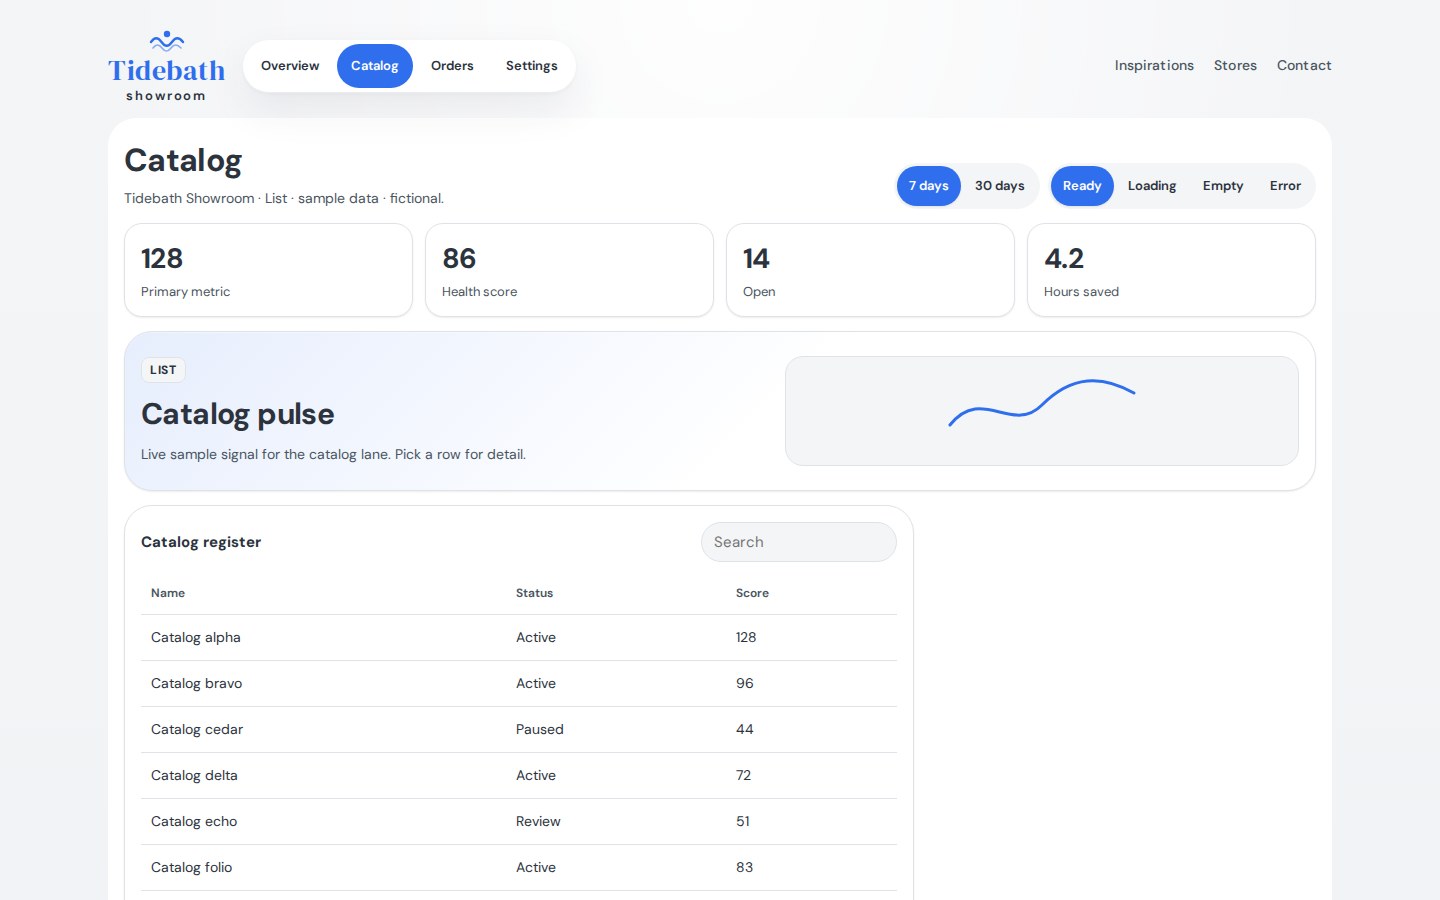 Tidebath
showroom
Overview
Catalog
Orders
Settings
Inspirations
Stores
Contact
Catalog
Tidebath Showroom · List · sample data · fictional.
7 days
30 days
Ready
Loading
Empty
Error
128
Primary metric
86
Health score
14
Open
4.2
Hours saved
LIST
Catalog pulse
Live sample signal for the catalog lane. Pick a row for detail.
Catalog register
Search
Name Status Score
Catalog alpha Active 128
Catalog bravo Active 96
Catalog cedar Paused 44
Catalog delta Active 72
Catalog echo Review 51
Catalog folio Active 83